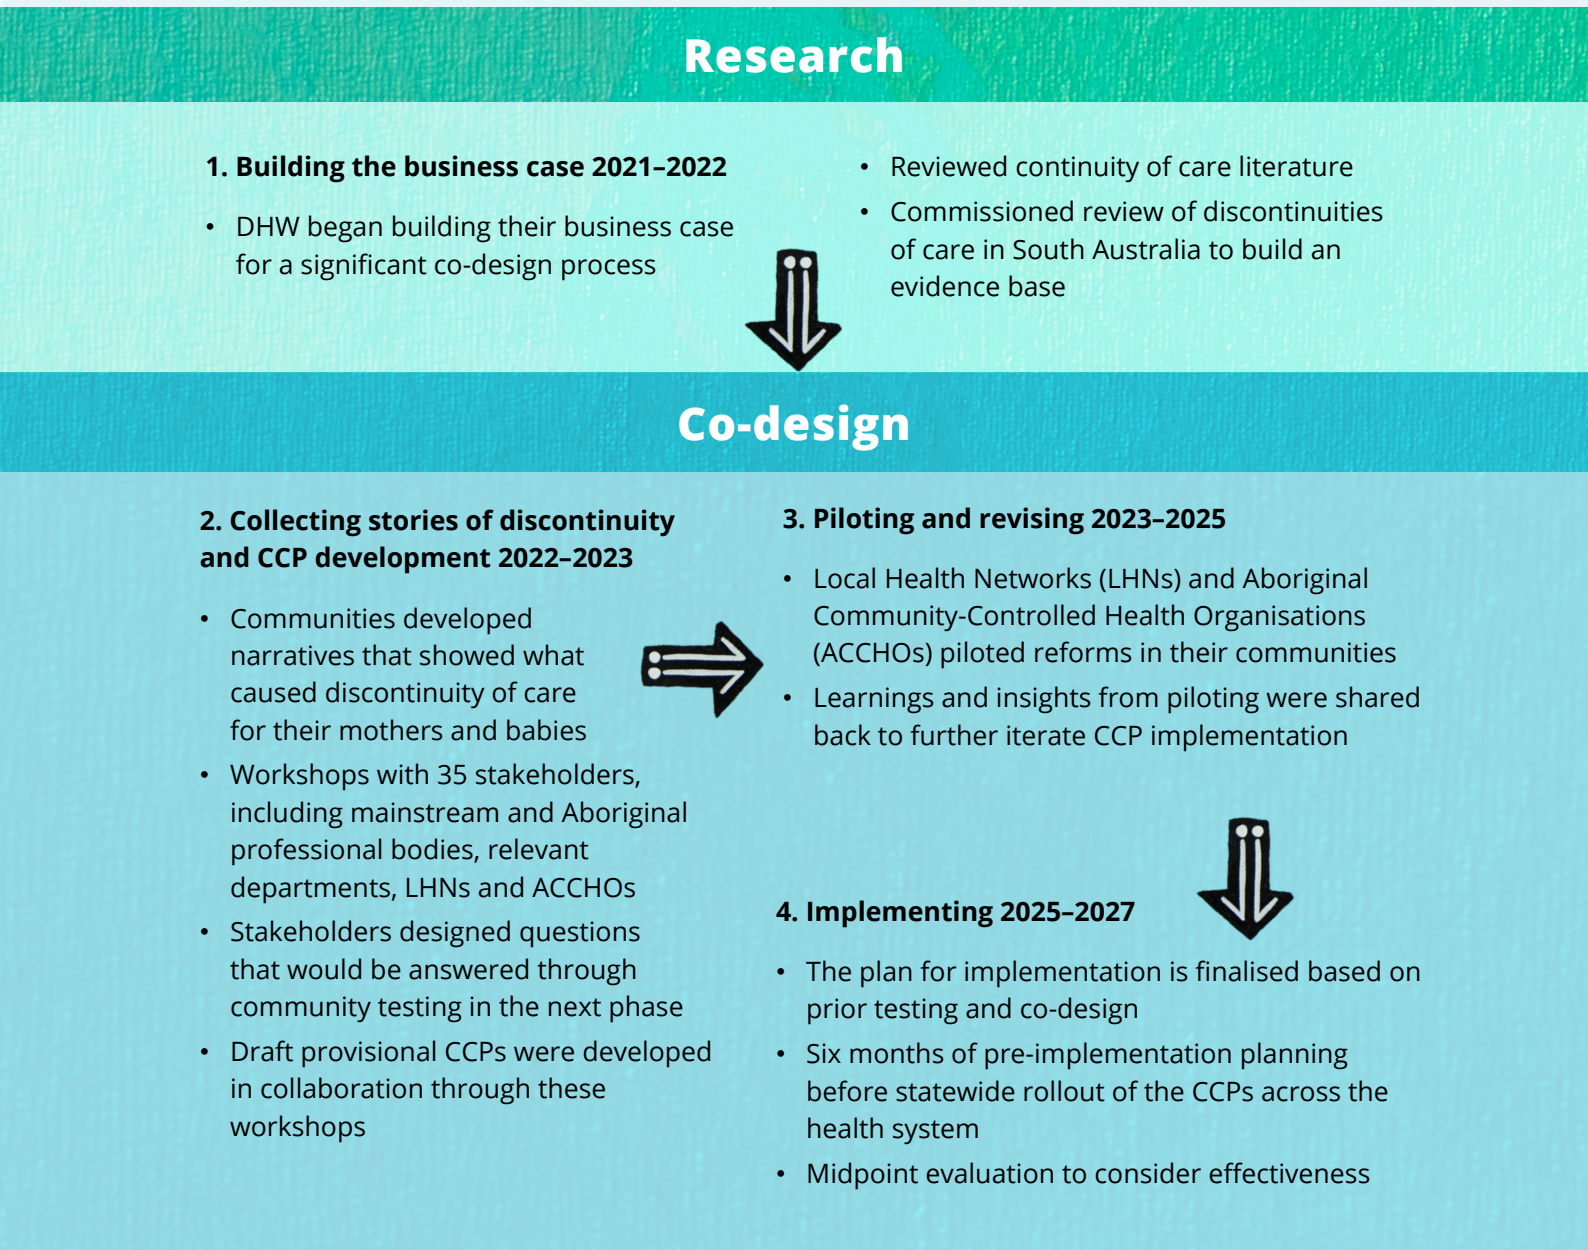 Research
1. Building the business case 2021–2022
• DHW began building their business case
for a significant co-design process
• Reviewed continuity of care literature
• Commissioned review of discontinuities
of care in South Australia to build an
evidence base
Co-design
2. Collecting stories of discontinuity
and CCP development 2022–2023
• Communities developed
narratives that showed what
caused discontinuity of care
for their mothers and babies
• Workshops with 35 stakeholders,
including mainstream and Aboriginal
professional bodies, relevant
departments, LHNs and ACCHOs
• Stakeholders designed questions
that would be answered through
community testing in the next phase
• Draft provisional CCPs were developed
in collaboration through these
workshops
3. Piloting and revising 2023–2025
• Local Health Networks (LHNs) and Aboriginal
Community-Controlled Health Organisations
(ACCHOs) piloted reforms in their communities
• Learnings and insights from piloting were shared
back to further iterate CCP implementation
4. Implementing 2025–2027
• The plan for implementation is finalised based on
prior testing and co-design
• Six months of pre-implementation planning
before statewide rollout of the CCPs across the
health system
• Midpoint evaluation to consider effectiveness